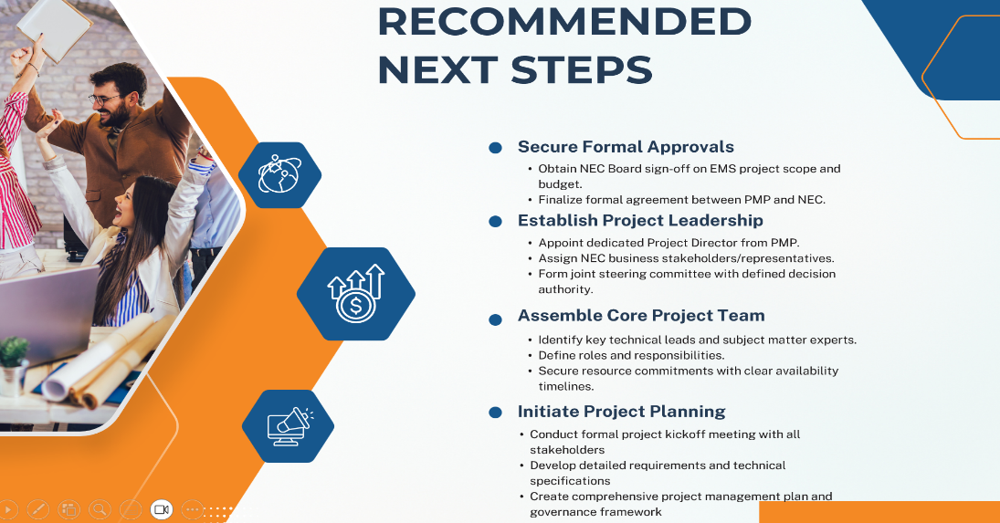 RECOMMENDED
NEXT STEPS
Secure Formal Approvals
• Obtain NEC Board sign-off on EMS project scope and
budget.
• Finalize formal agreement between PMP and NEC.
Establish Project Leadership
• Appoint dedicated Project Director from PMP.
• Assign NEC business stakeholders/representatives.
• Form joint steering committee with defined decision
authority.
Assemble Core Project Team
• Identify key technical leads and subject matter experts.
• Define roles and responsibilities.
• Secure resource commitments with clear availability
timelines.
Initiate Project Planning
• Conduct formal project kickoff meeting with all
stakeholders
• Develop detailed requirements and technical
specifications
• Create comprehensive project management plan and
governance framework